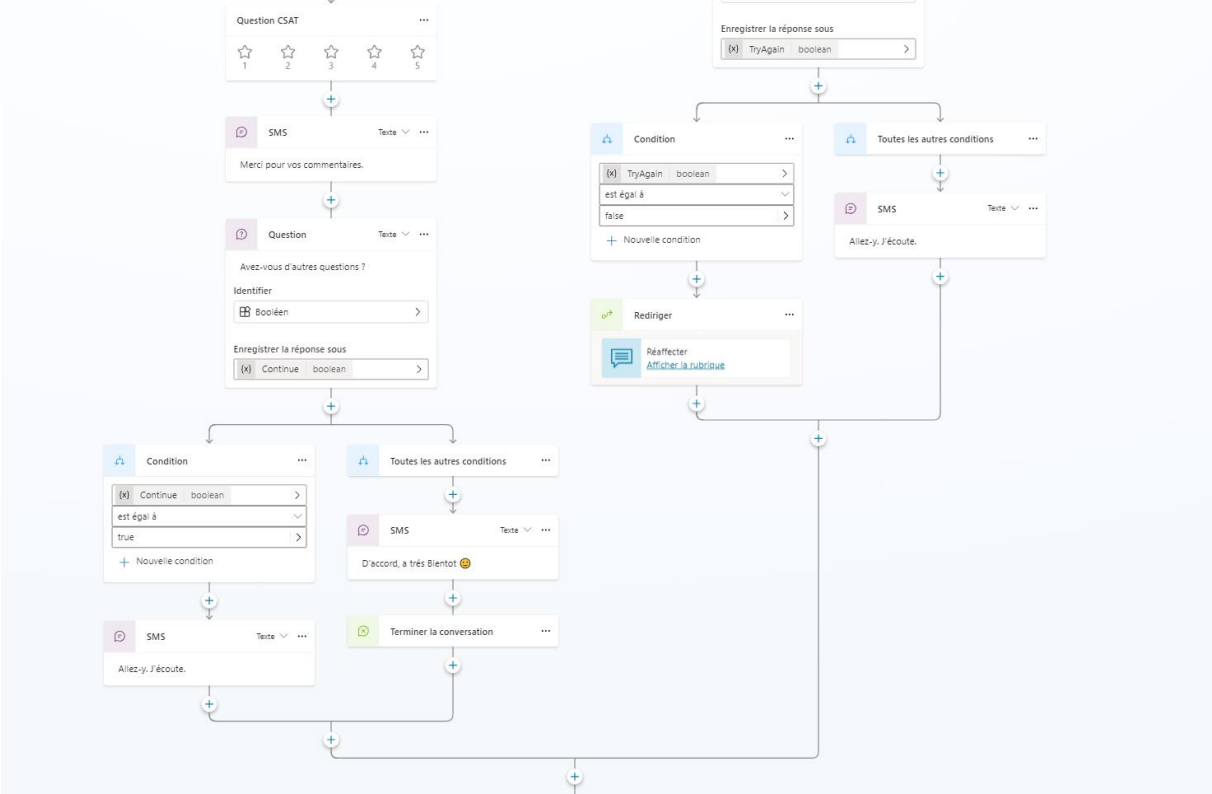 Question CSAT
1 2 3 4 5
SMS Texte
Merci pour vos commentaires.
Question Texte
Avez-vous d'autres questions ?
Identifier
Booléen
Enregistrer la réponse sous
(x) Continue boolean
Condition
(x) Continue boolean
est égal à
true
Nouvelle condition
SMS Texte
Allez-y. J'écoute.
Toutes les autres conditions
SMS Texte
D'accord, a trés Bientot 🙂
Terminer la conversation
Enregistrer la réponse sous
(x) TryAgain boolean
Condition
(x) TryAgain boolean
est égal à
false
Nouvelle condition
Rediriger
Réaffecter
Afficher la rubrique
Toutes les autres conditions
SMS Texte
Allez-y. J'écoute.